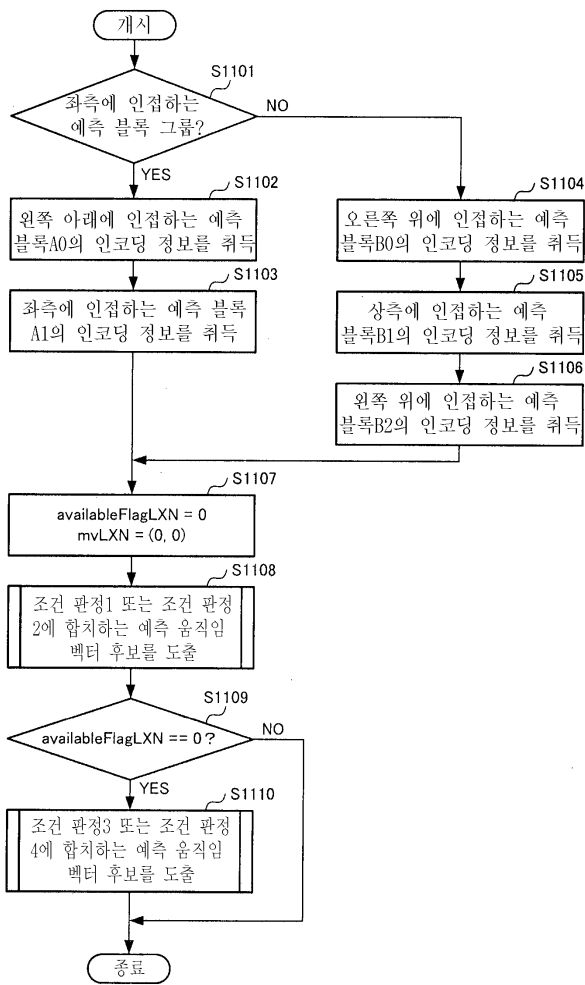 개시
S1101
좌측에 인접하는
예측 블록 그룹?
NO
YES
S1102
왼쪽 아래에 인접하는 예측
블록A0의 인코딩 정보를 취득
S1103
좌측에 인접하는 예측 블록
A1의 인코딩 정보를 취득
S1104
오른쪽 위에 인접하는 예측
블록B0의 인코딩 정보를 취득
S1105
상측에 인접하는 예측
블록B1의 인코딩 정보를 취득
S1106
왼쪽 위에 인접하는 예측
블록B2의 인코딩 정보를 취득
S1107
availableFlagLXN = 0
mvLXN = (0, 0)
S1108
조건 판정1 또는 조건 판정
2에 합치하는 예측 움직임
벡터 후보를 도출
S1109
availableFlagLXN == 0 ?
NO
YES
S1110
조건 판정3 또는 조건 판정
4에 합치하는 예측 움직임
벡터 후보를 도출
종료